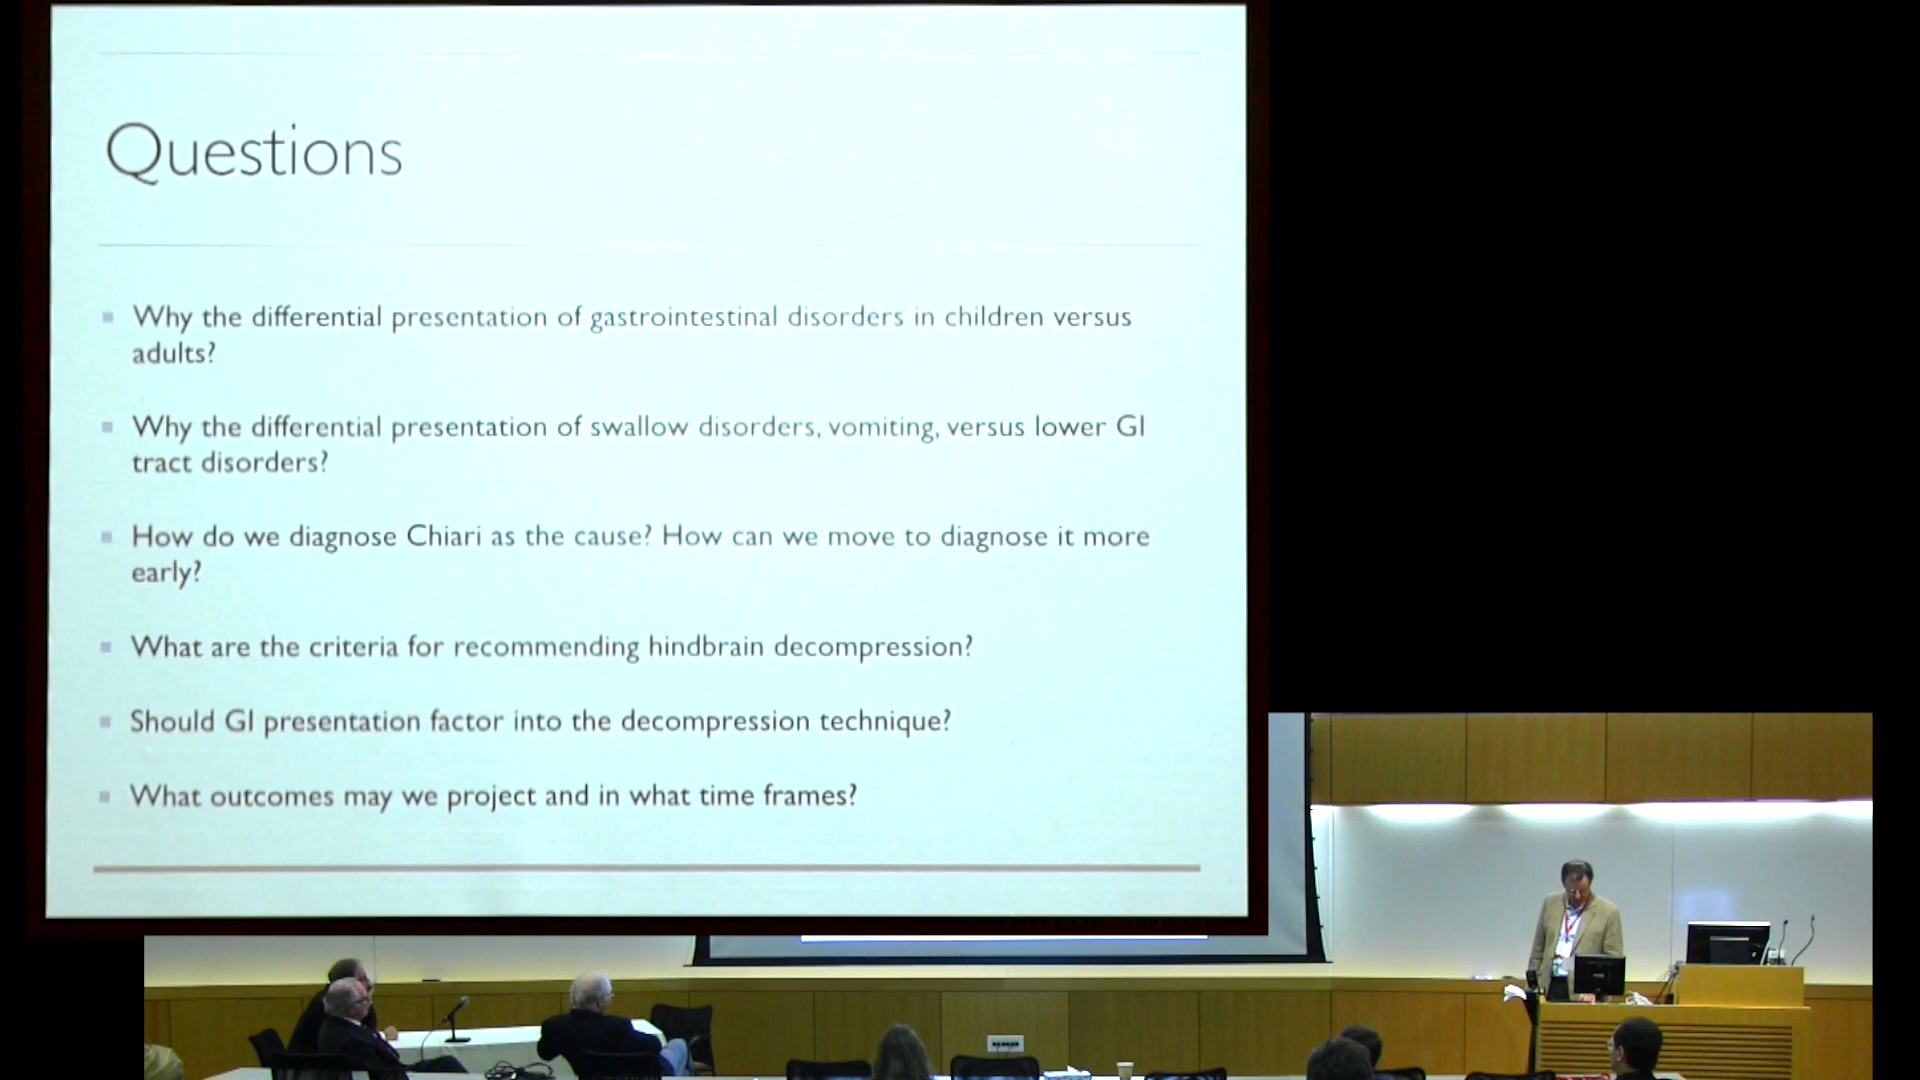 Questions
Why the differential presentation of gastrointestinal disorders in children versus
adults?
Why the differential presentation of swallow disorders, vomiting, versus lower GI
tract disorders?
How do we diagnose Chiari as the cause? How can we move to diagnose it more
early?
What are the criteria for recommending hindbrain decompression?
Should GI presentation factor into the decompression technique?
What outcomes may we project and in what time frames?